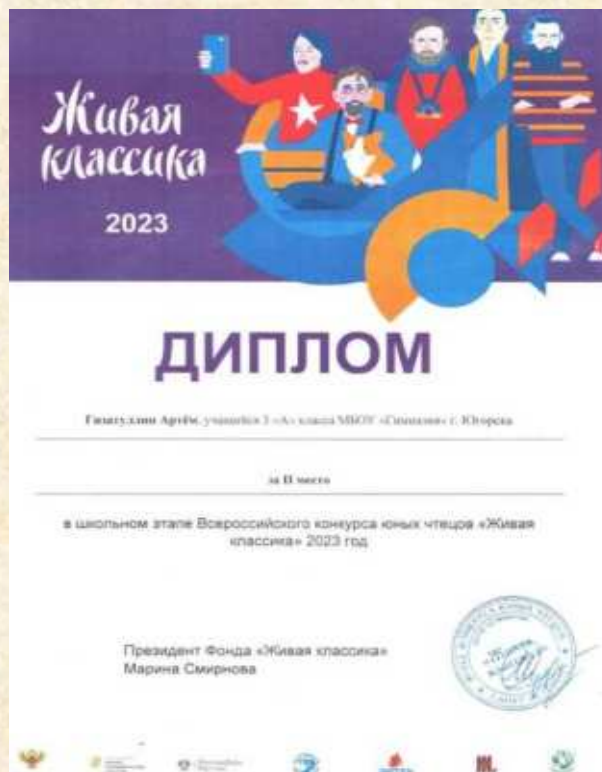 Живая
классика
2023
ДИПЛОМ
Гизатуллин Артём, учащийся 3 «А» класса МБОУ «Гимназия» г. Югорска
за II место
в школьном этапе Всероссийского конкурса юных чтецов «Живая
классика» 2023 год
Президент Фонда «Живая классика»
Марина Смирнова